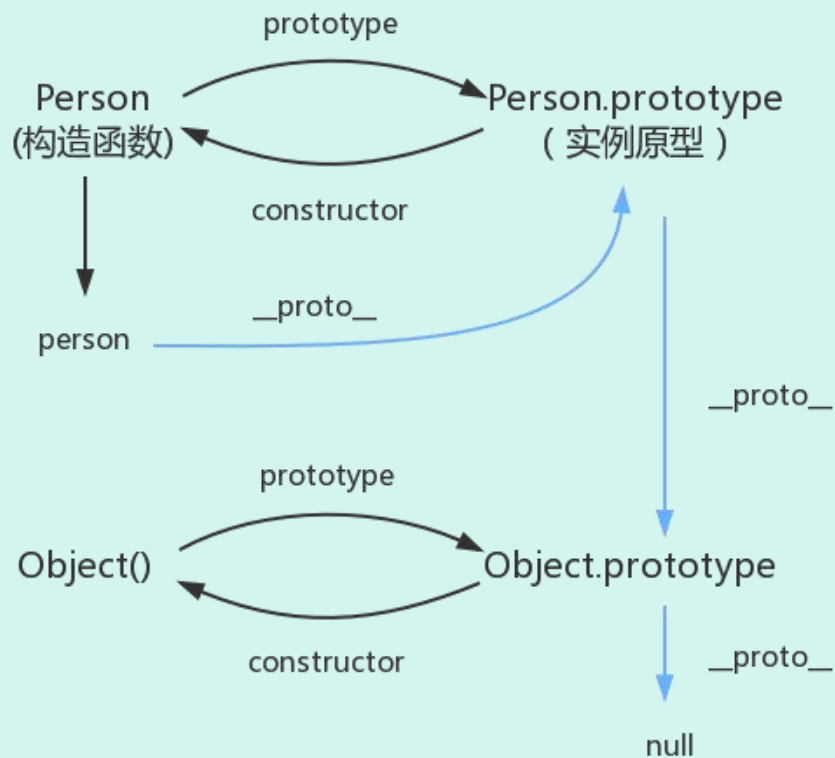 prototype
Person
(构造函数)
Person.prototype
（实例原型）
constructor
__proto__
person
__proto__
prototype
Object()
Object.prototype
constructor
__proto__
null